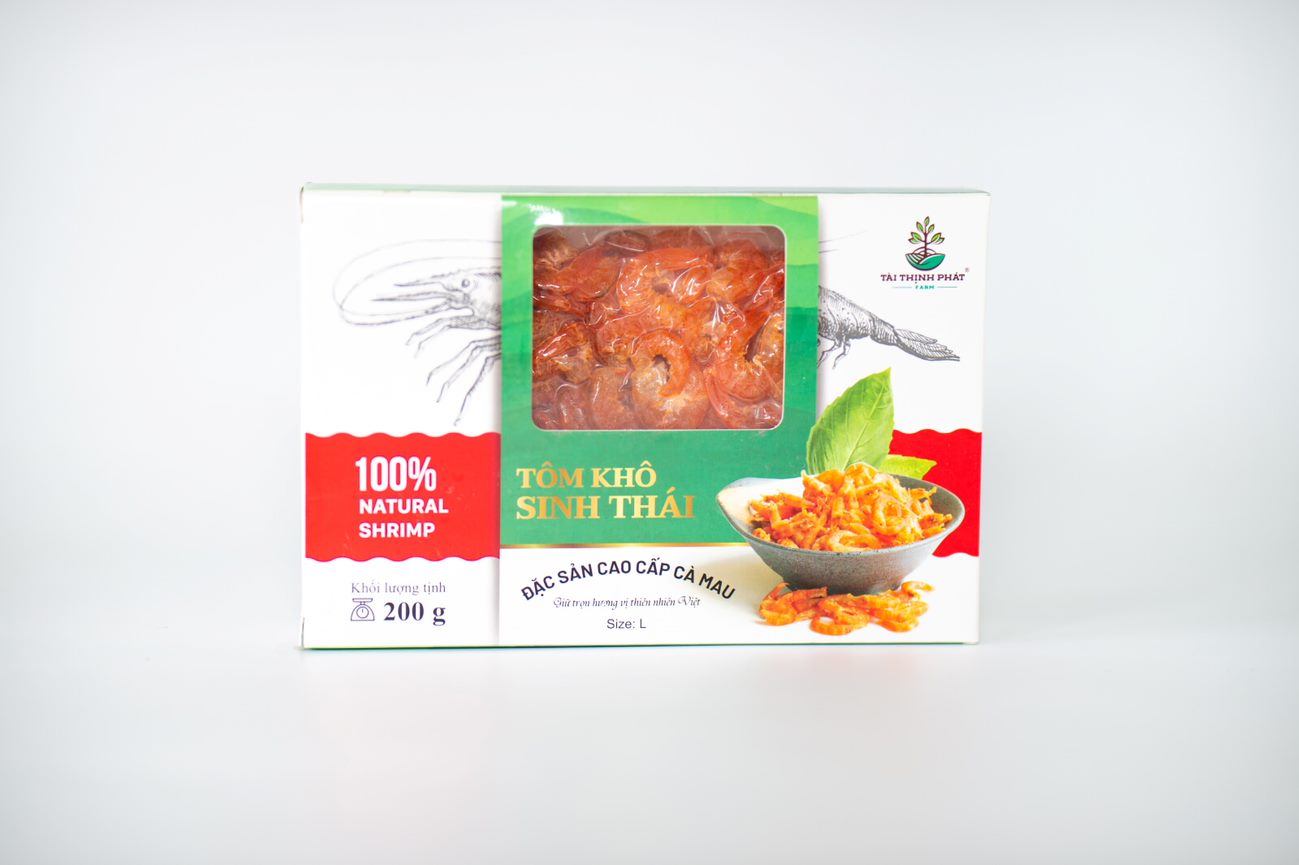 TÀI THỊNH PHÁT®
FARM
100%
NATURAL
SHRIMP
TÔM KHÔ
SINH THÁI
Khối lượng tịnh
200 g
ĐẶC SẢN CAO CẤP CÀ MAU
Giữ trọn hương vị thiên nhiên Việt
Size: L